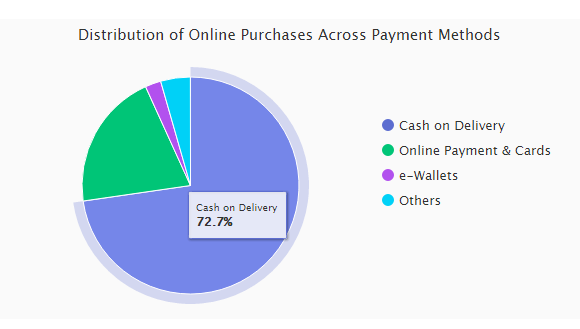 Distribution of Online Purchases Across Payment Methods
Cash on Delivery
Online Payment & Cards
e-Wallets
Others
Cash on Delivery
72.7%